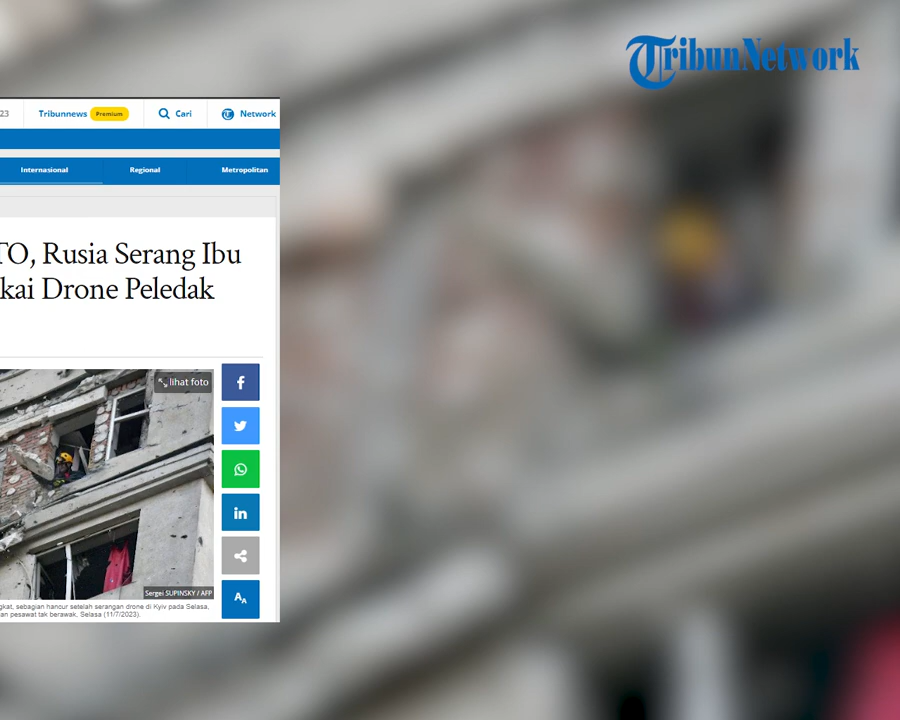 TribunNetwork
23 Tribunnews Premium Cari Network
Internasional Regional Metropolitan
TO, Rusia Serang Ibu
kai Drone Peledak
lihat foto
Sergei SUPINSKY / AFP
gkat, sebagian hancur setelah serangan drone di Kyiv pada Selasa,
an pesawat tak berawak, Selasa (11/7/2023).